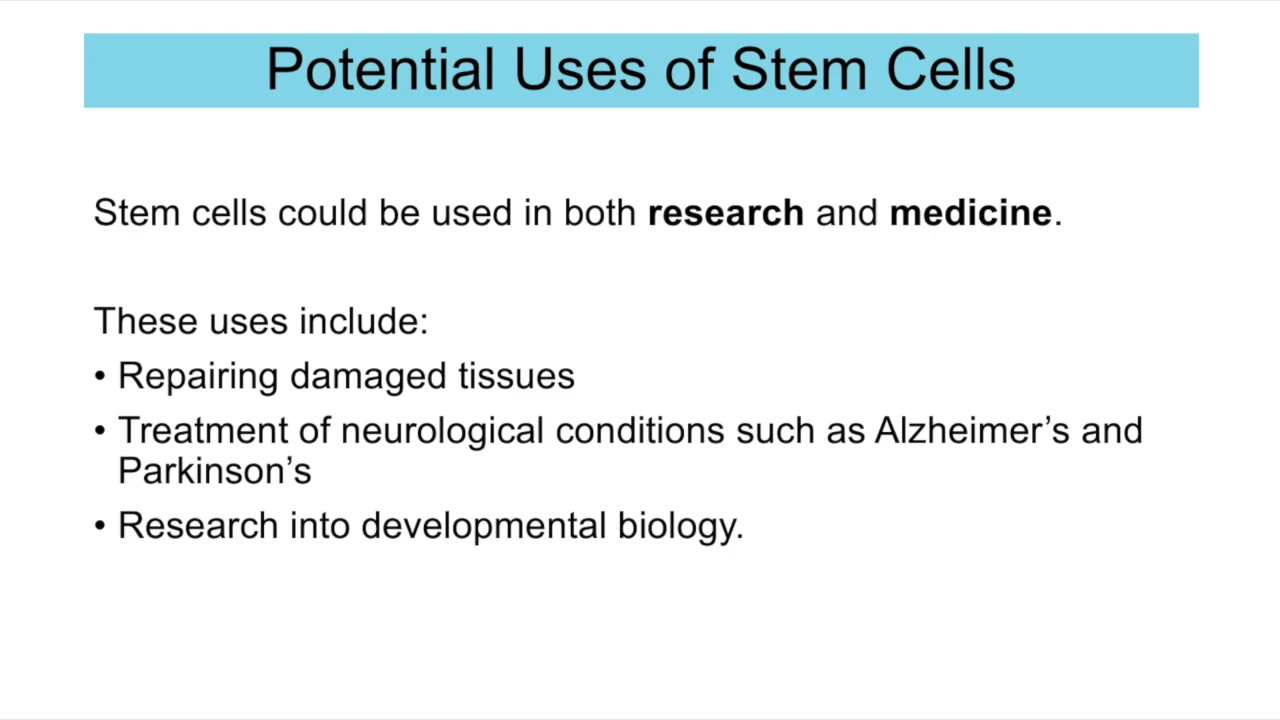 Potential Uses of Stem Cells
Stem cells could be used in both research and medicine.
These uses include:
• Repairing damaged tissues
• Treatment of neurological conditions such as Alzheimer’s and
Parkinson’s
• Research into developmental biology.